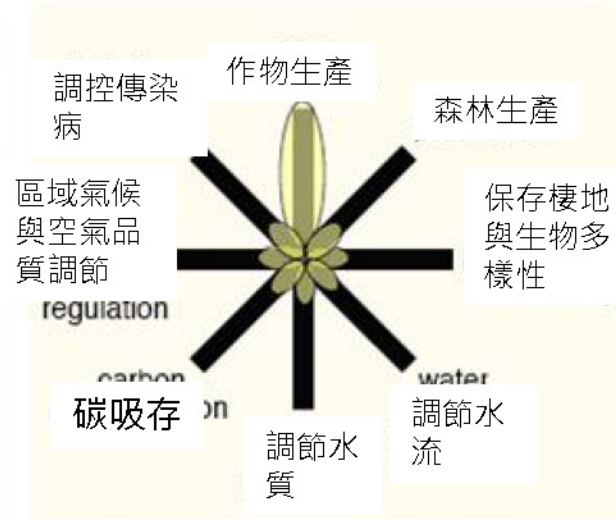 作物生產
調控傳染
病
森林生產
區域氣候
與空氣品
質調節
regulation
保存棲地
與生物多
樣性
carbon
碳吸存
on
water
調節水
流
調節水
質